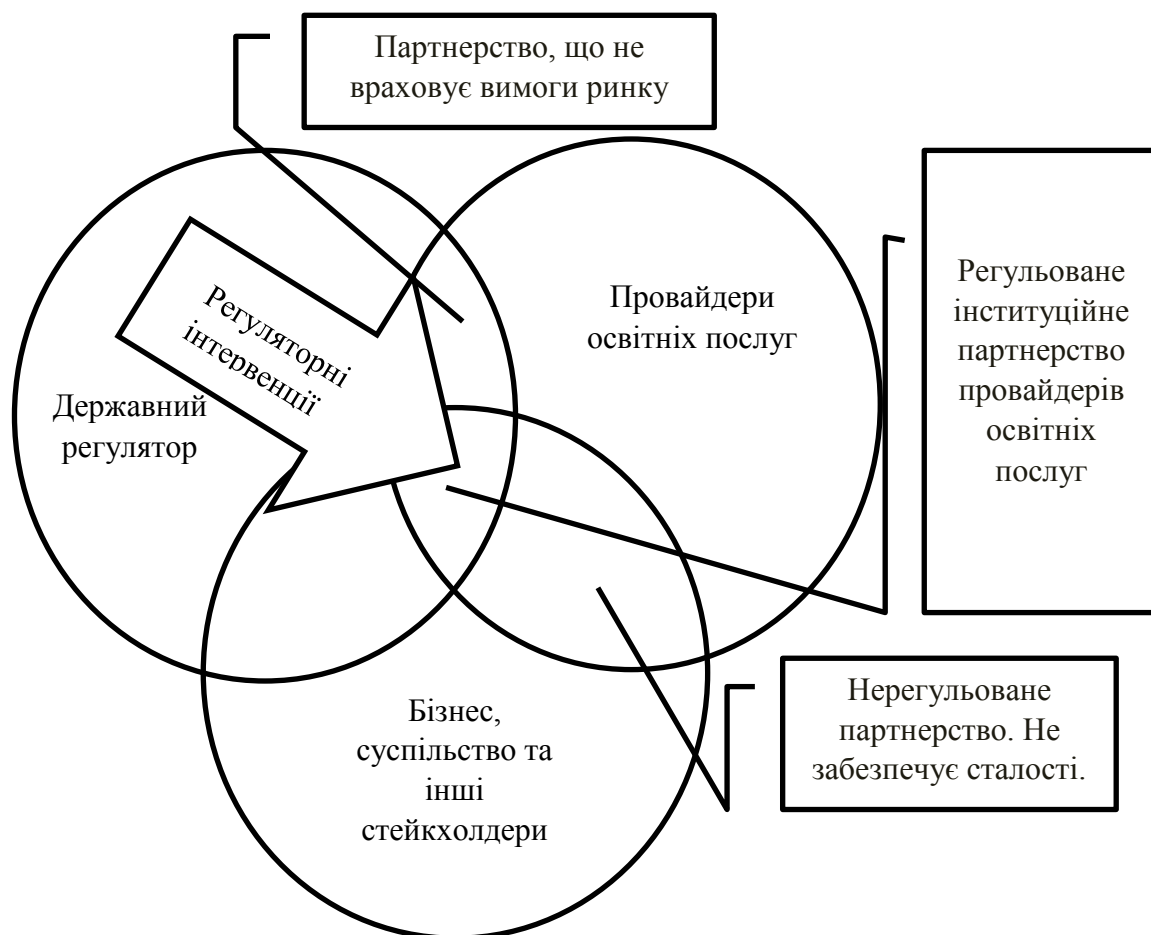 Партнерство, що не
враховує вимоги ринку
Провайдери
освітніх послуг
Регульоване
інституційне
партнерство
провайдерів
освітніх
послуг
Регуляторні
інтервенції
Державний
регулятор
Бізнес,
суспільство та
інші
стейкхолдери
Нерегульоване
партнерство. Не
забезпечує сталості.